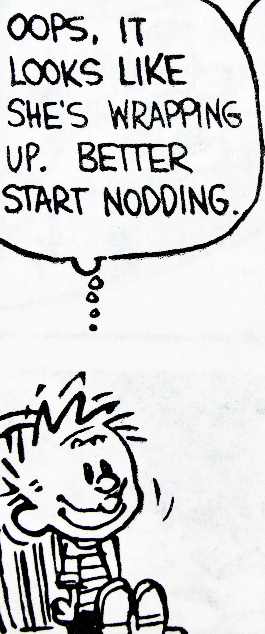 OOPS, IT
LOOKS LIKE
SHE'S WRAPPING
UP. BETTER
START NODDING.